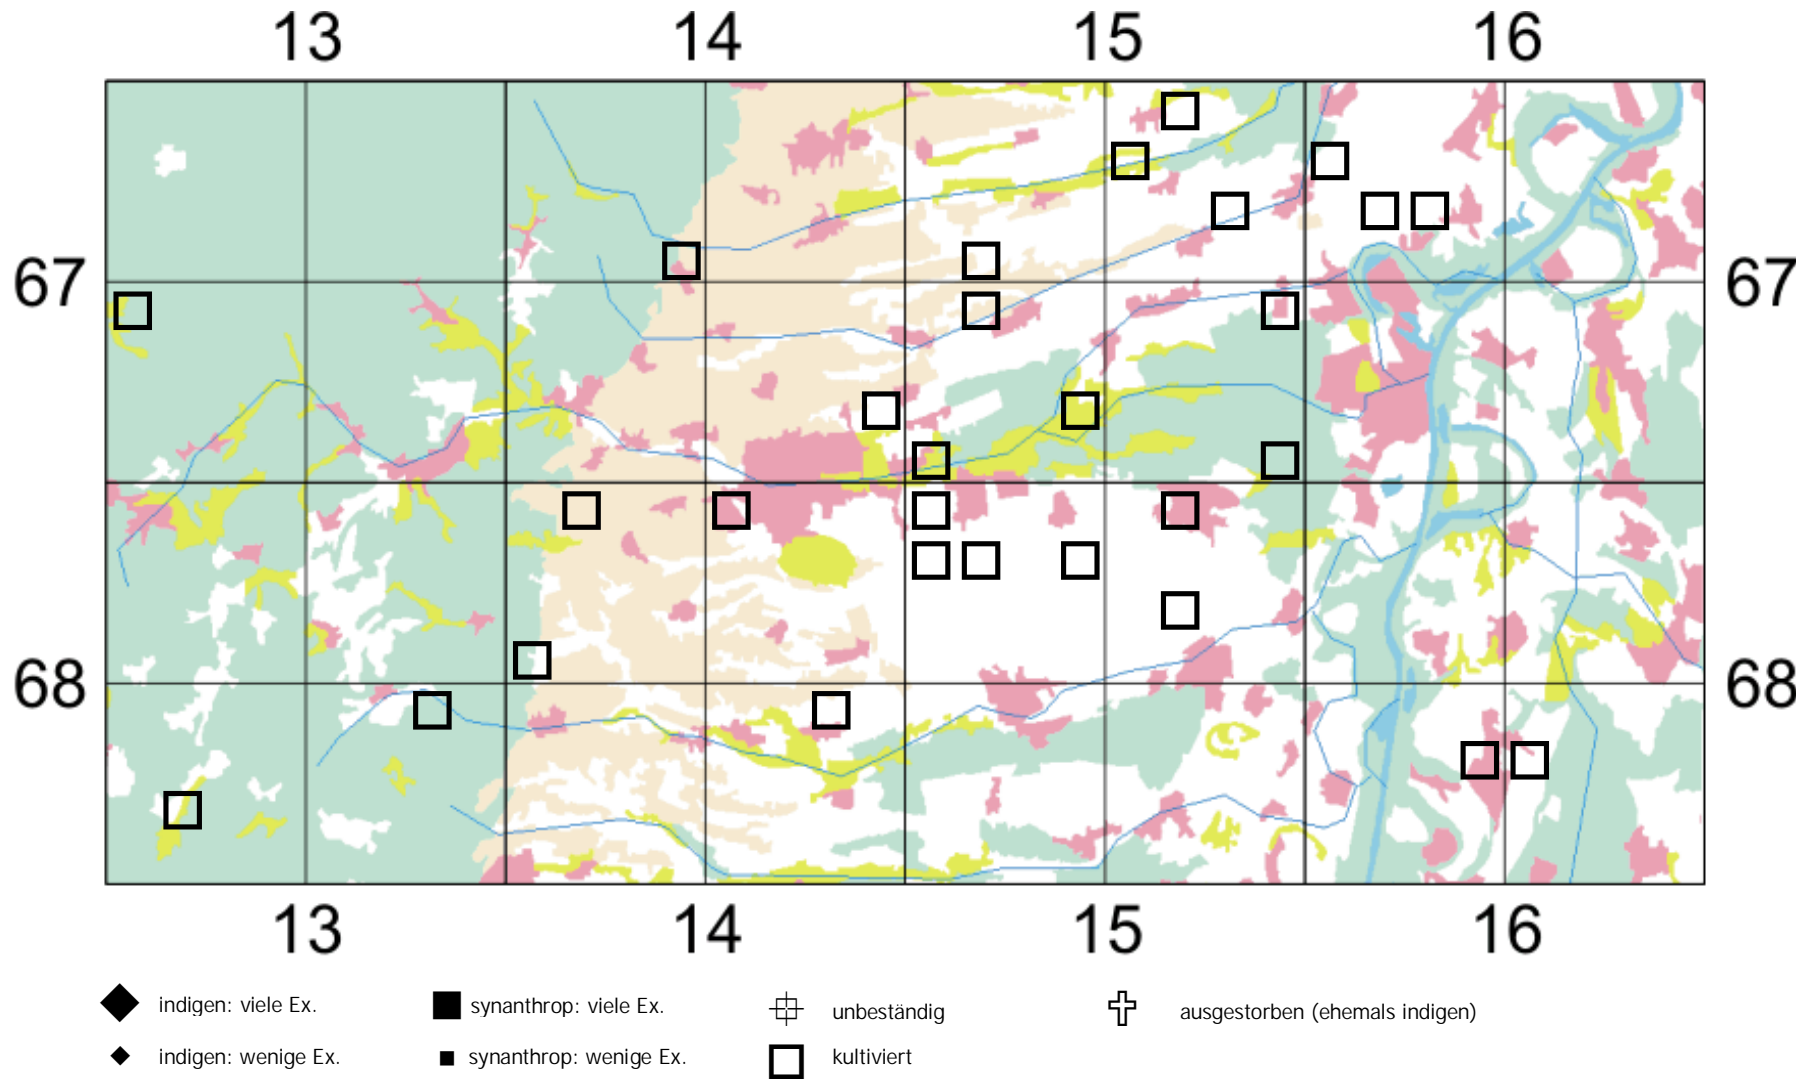 13 14 15 16
67 67
68 68
13 14 15 16
indigen: viele Ex. synanthrop: viele Ex. unbeständig ausgestorben (ehemals indigen)
indigen: wenige Ex. synanthrop: wenige Ex. kultiviert